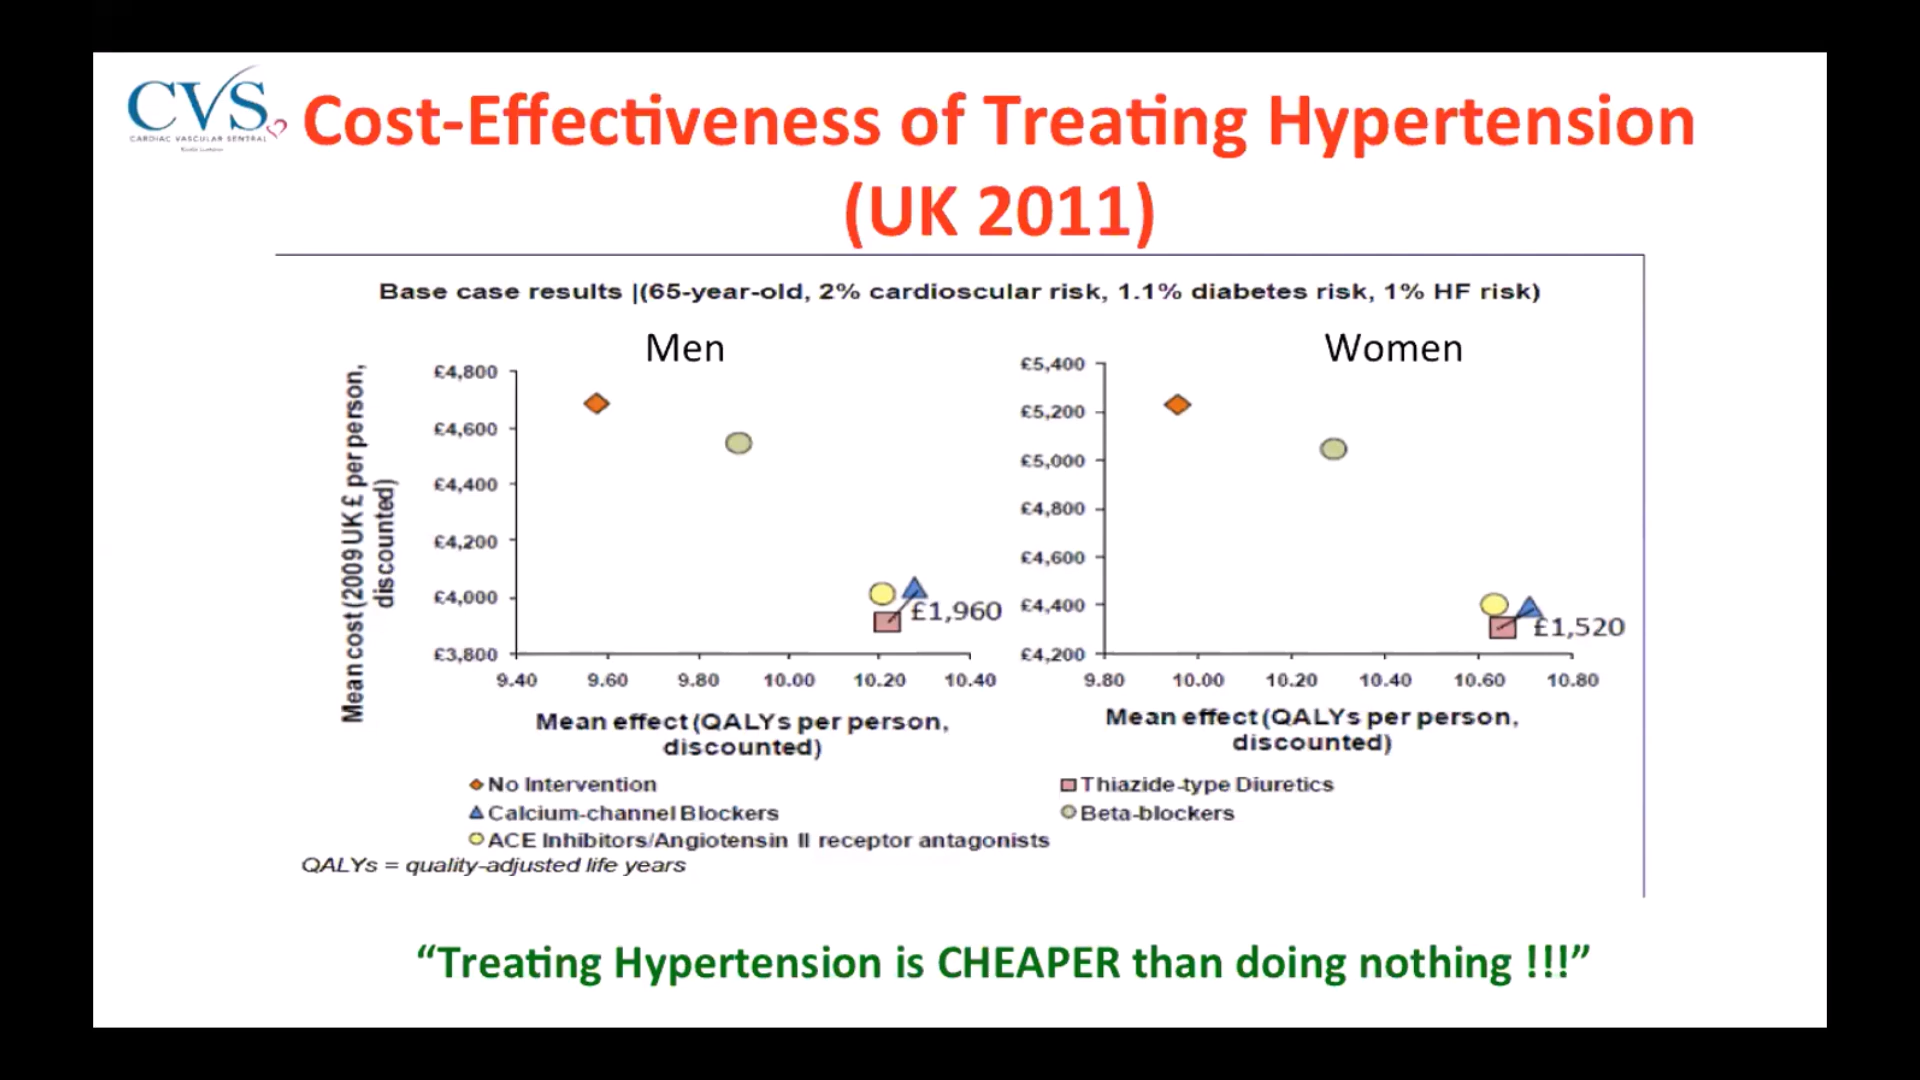 CVS
CARDIAC VASCULAR SENTRAL
Kuala Lumpur
Cost-Effectiveness of Treating Hypertension
(UK 2011)
Base case results |(65-year-old, 2% cardioscular risk, 1.1% diabetes risk, 1% HF risk)
Men
Mean cost (2009 UK £ per person,
discounted)
£4,800
£4,600
£4,400
£4,200
£4,000
£3,800
£1,960
9.40 9.60 9.80 10.00 10.20 10.40
Mean effect (QALYs per person,
discounted)
Women
£5,400
£5,200
£5,000
£4,800
£4,600
£4,400
£4,200
£1,520
9.80 10.00 10.20 10.40 10.60 10.80
Mean effect (QALYs per person,
discounted)
No Intervention
Thiazide-type Diuretics
Calcium-channel Blockers
Beta-blockers
ACE Inhibitors/Angiotensin II receptor antagonists
QALYs = quality-adjusted life years
“Treating Hypertension is CHEAPER than doing nothing !!!”